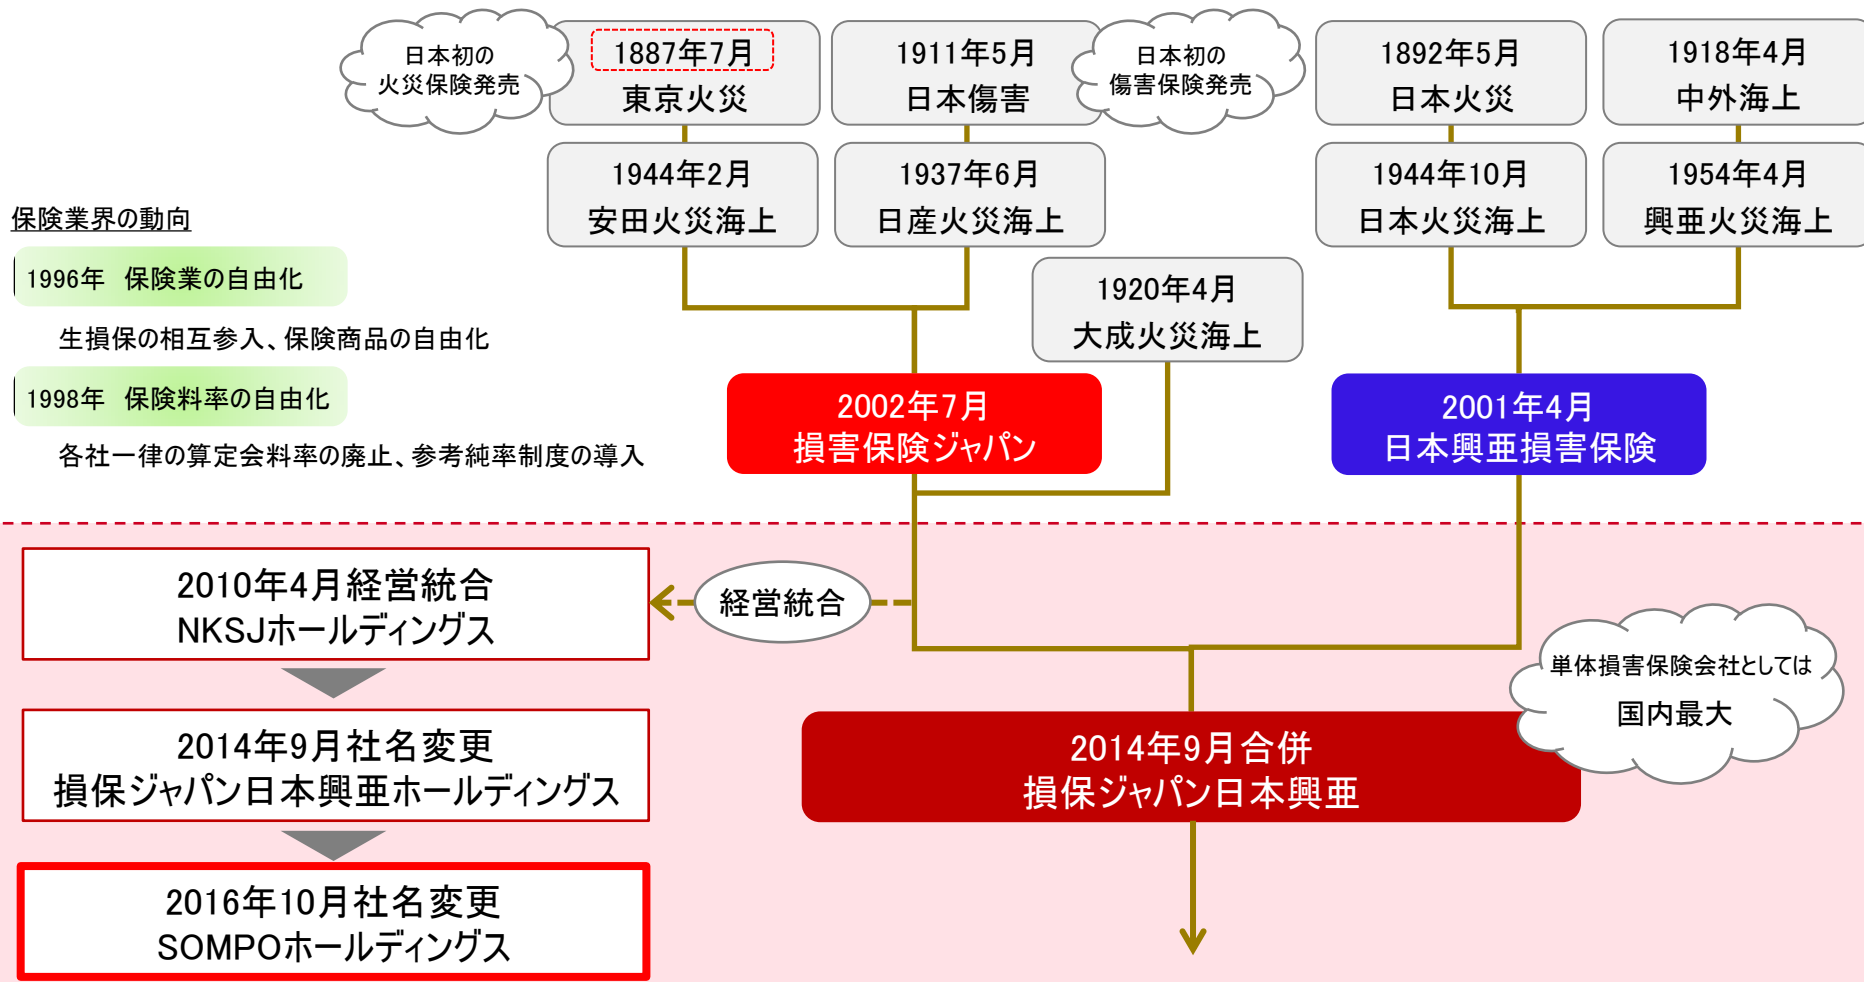 日本初の
火災保険発売
1887年7月
東京火災
1911年5月
日本傷害
日本初の
傷害保険発売
1892年5月
日本火災
1918年4月
中外海上
1944年2月
安田火災海上
1937年6月
日産火災海上
1944年10月
日本火災海上
1954年4月
興亜火災海上
保険業界の動向
1996年 保険業の自由化
生損保の相互参入、保険商品の自由化
1998年 保険料率の自由化
各社一律の算定会料率の廃止、参考純率制度の導入
1920年4月
大成火災海上
2002年7月
損害保険ジャパン
2001年4月
日本興亜損害保険
2010年4月経営統合
NKSJホールディングス
経営統合
2014年9月社名変更
損保ジャパン日本興亜ホールディングス
2014年9月合併
損保ジャパン日本興亜
単体損害保険会社としては
国内最大
2016年10月社名変更
SOMPOホールディングス